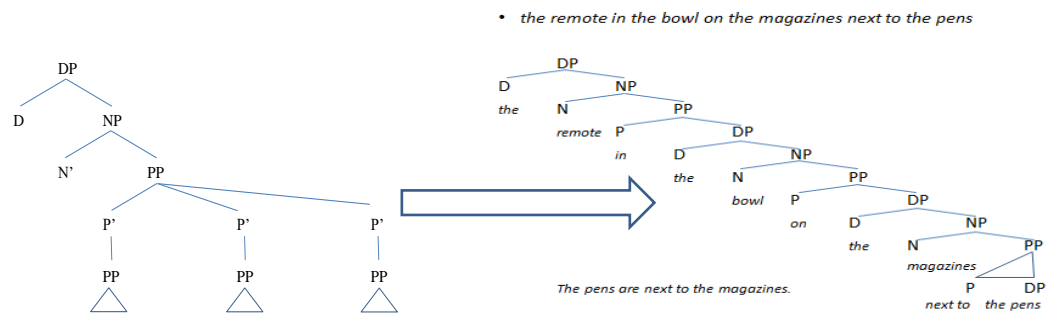 • the remote in the bowl on the magazines next to the pens
DP
D NP
N' PP
P' P' P'
PP PP PP
DP
D NP
the N PP
remote P DP
in D NP
the N PP
bowl P DP
on D NP
the N PP
magazines
P DP
next to the pens
The pens are next to the magazines.